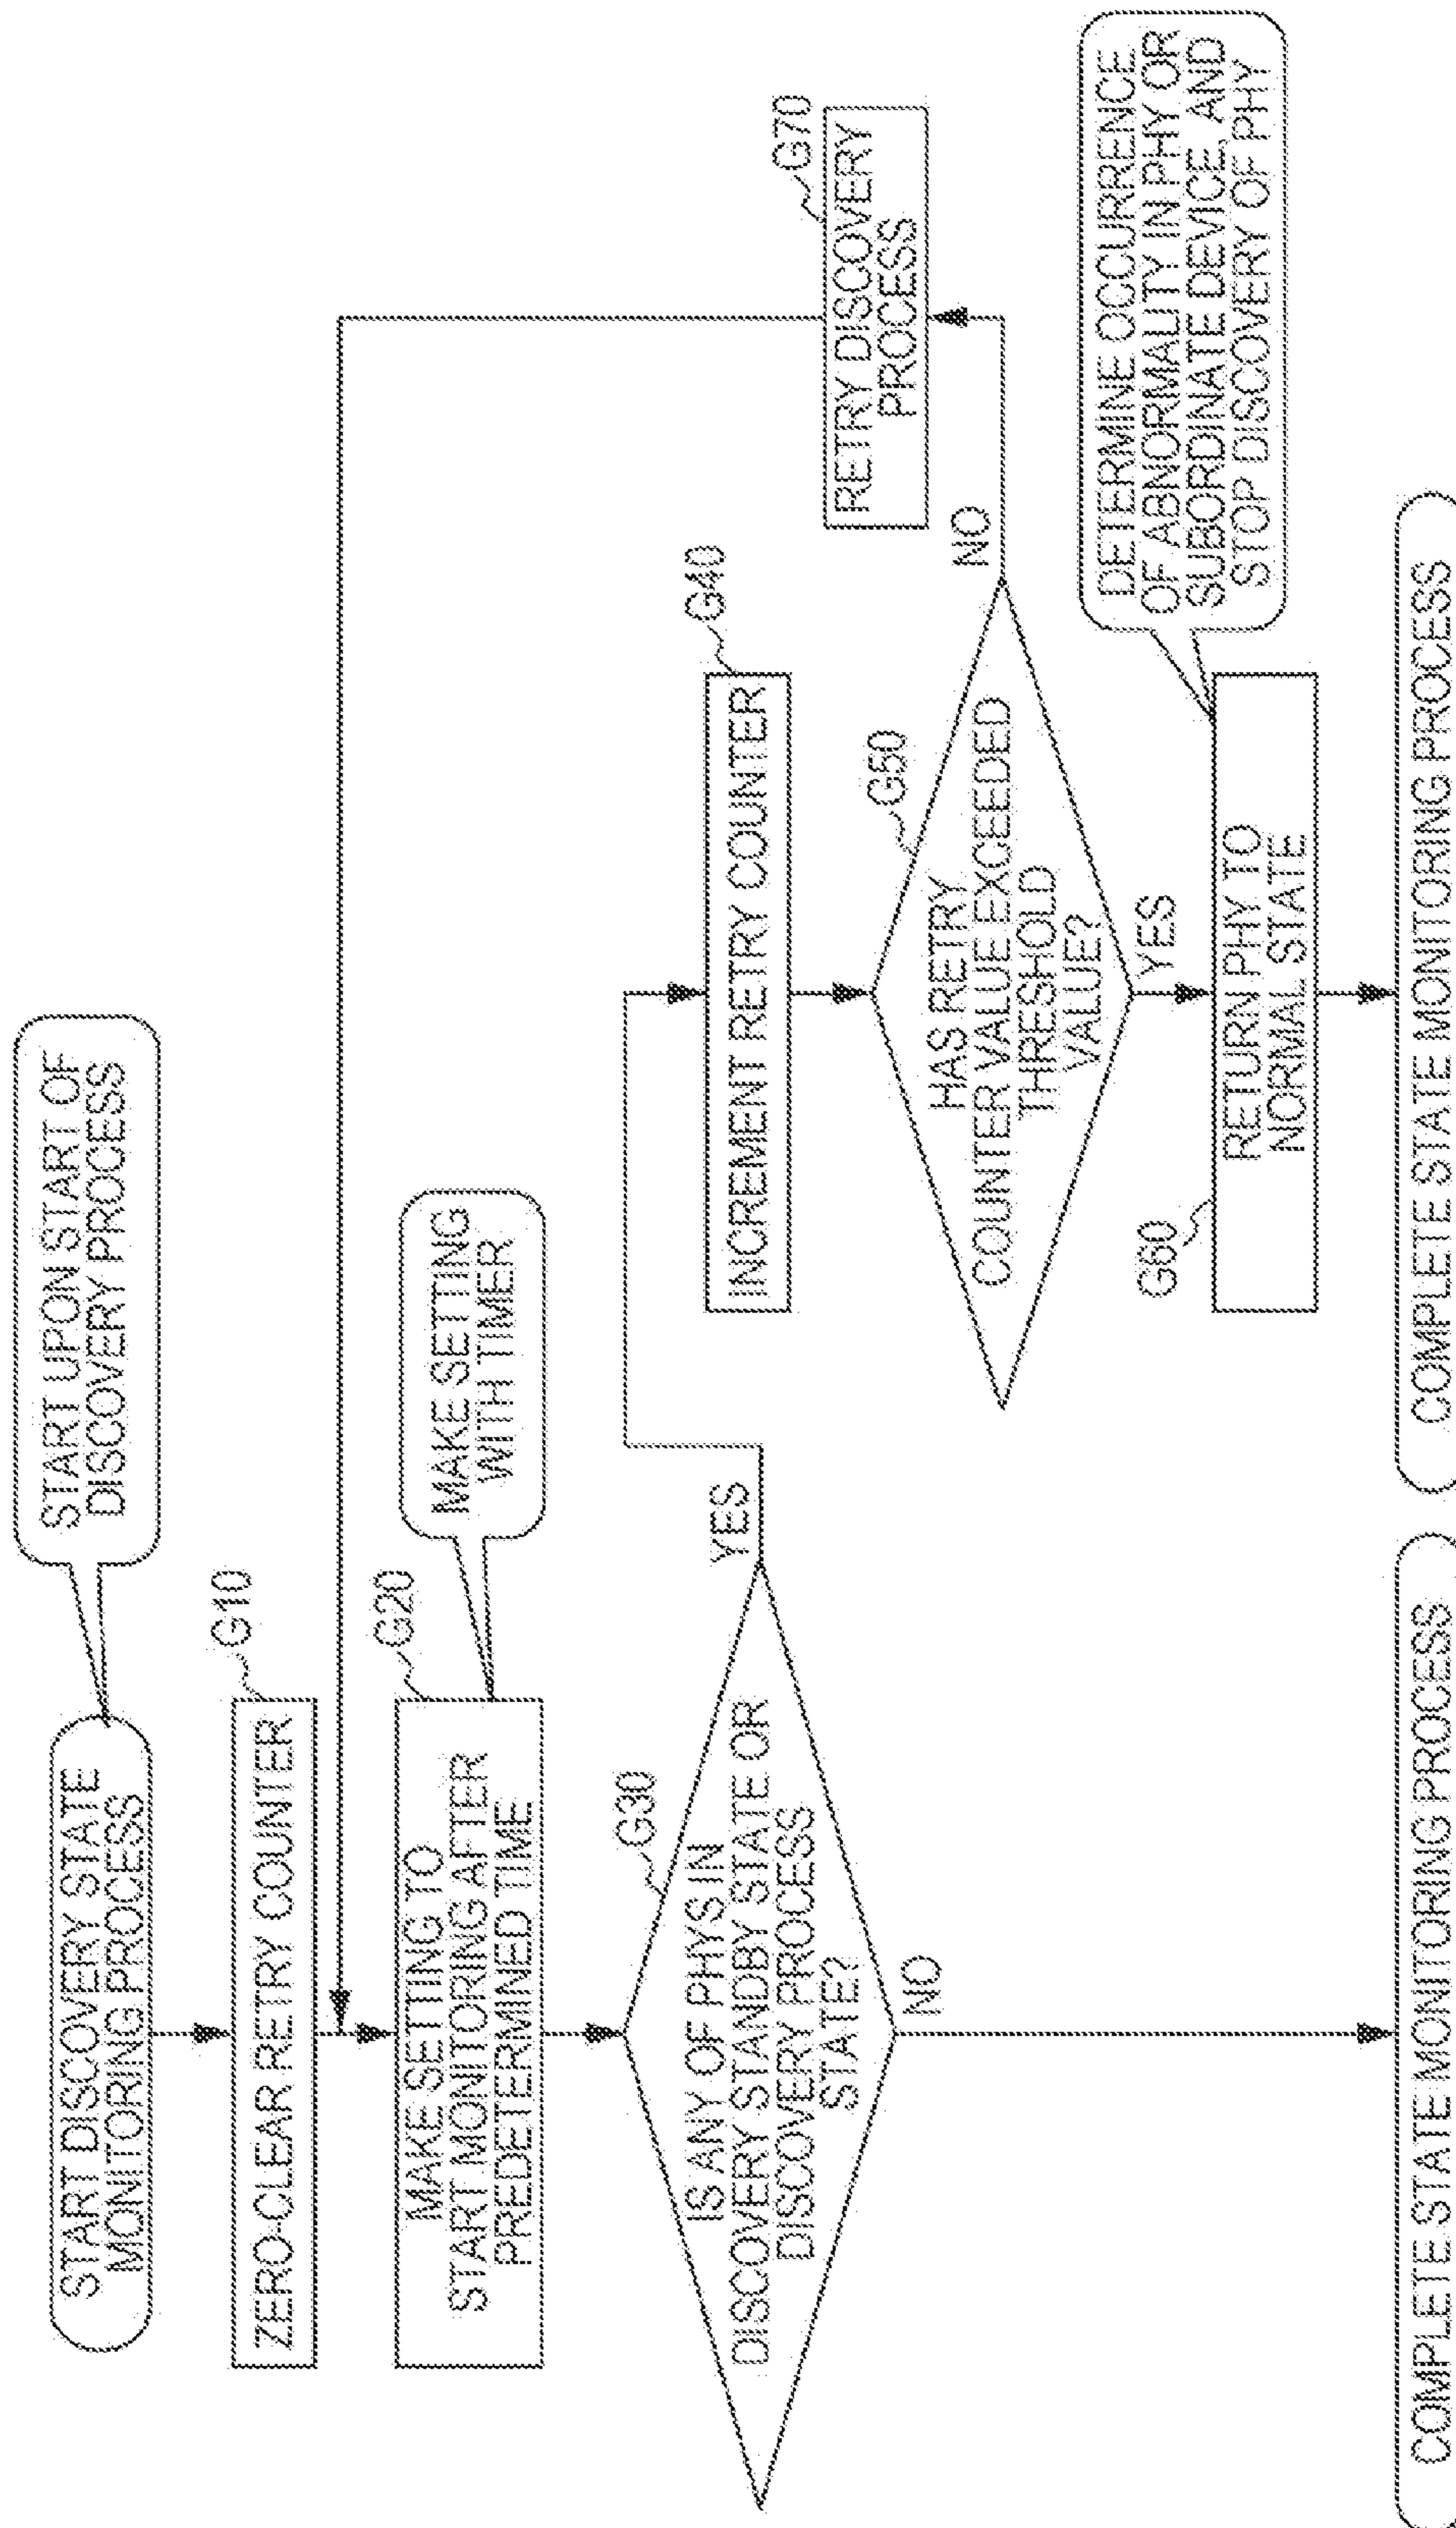 START UPON START OF
DISCOVERY PROCESS
START DISCOVERY STATE
MONITORING PROCESS
G10
ZERO-CLEAR RETRY COUNTER
G20
MAKE SETTING TO
START MONITORING AFTER
PREDETERMINED TIME
MAKE SETTING
WITH TIMER
G30
IS ANY OF PHYS IN
DISCOVERY STANDBY STATE OR
DISCOVERY PROCESS
STATE?
YES
NO
G40
INCREMENT RETRY COUNTER
G50
HAS RETRY
COUNTER VALUE EXCEEDED
THRESHOLD
VALUE?
NO
YES
G70
RETRY DISCOVERY
PROCESS
G60
RETURN PHY TO
NORMAL STATE
DETERMINE OCCURRENCE
OF ABNORMALITY IN PHY OR
SUBORDINATE DEVICE, AND
STOP DISCOVERY OF PHY
COMPLETE STATE MONITORING PROCESS
COMPLETE STATE MONITORING PROCESS